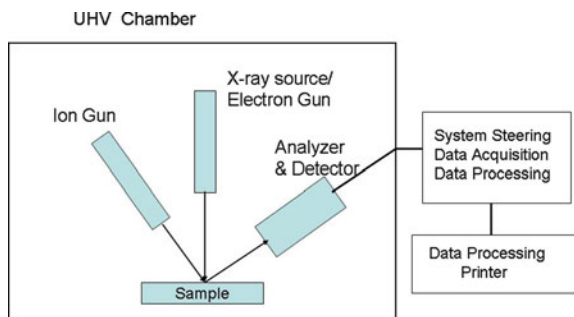 UHV Chamber
X-ray source/
Electron Gun
Ion Gun
Analyzer
& Detector
Sample
System Steering
Data Acquisition
Data Processing
Data Processing
Printer